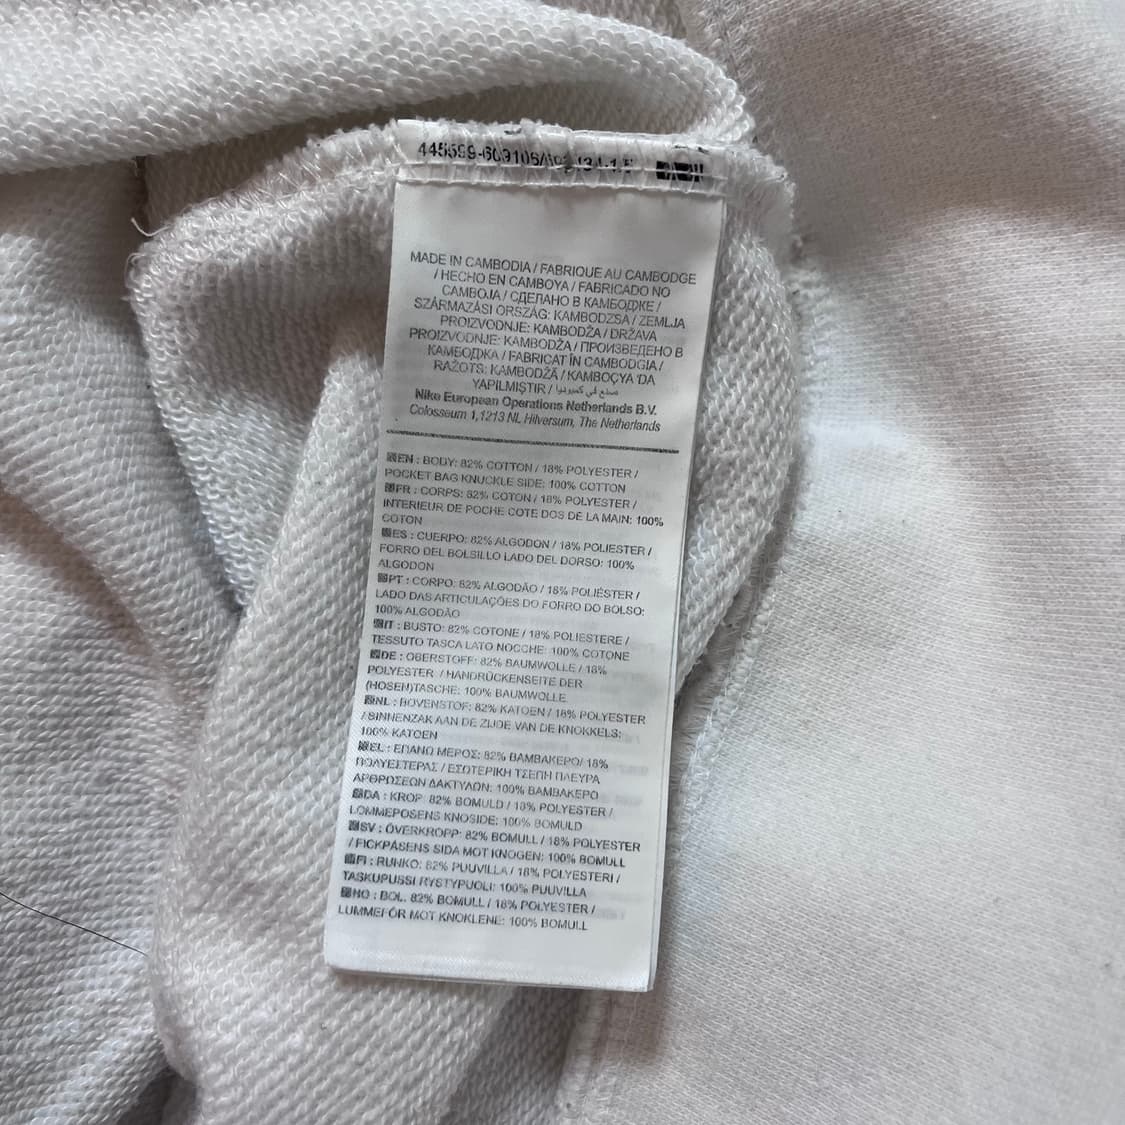 445599-609106/
MADE IN CAMBODIA / FABRIQUE AU CAMBODGE
/ HECHO EN CAMBOYA / FABRICADO NO
CAMBOJA / СДЕЛАНО В КАМБОДЖЕ /
SZÁRMAZÁSI ORSZÁG: KAMBODZSA / ZEMLJA
PROIZVODNJE: KAMBODŽA / DRŽAVA
PROIZVODNJE: KAMBODŽA / ПРОИЗВЕДЕНО В
КАМБОДЖА / FABRICAT ÎN CAMBODGIA /
RAŽOTS: KAMBODŽĀ / KAMBOÇYA 'DA
YAPILMIŞTIR / صنع في كمبوديا
Nike European Operations Netherlands B.V.
Colosseum 1, 1213 NL Hilversum, The Netherlands
EN : BODY: 82% COTTON / 18% POLYESTER /
POCKET BAG KNUCKLE SIDE: 100% COTTON
FR : CORPS: 82% COTON / 18% POLYESTER /
INTERIEUR DE POCHE COTE DOS DE LA MAIN: 100%
COTON
ES : CUERPO: 82% ALGODON / 18% POLIESTER /
FORRO DEL BOLSILLO LADO DEL DORSO: 100%
ALGODON
PT : CORPO: 82% ALGODÃO / 18% POLIÉSTER /
LADO DAS ARTICULAÇÕES DO FORRO DO BOLSO:
100% ALGODÃO
IT : BUSTO: 82% COTONE / 18% POLIESTERE /
TESSUTO TASCA LATO NOCCHE: 100% COTONE
DE : OBERSTOFF: 82% BAUMWOLLE / 18%
POLYESTER / HANDRÜCKENSEITE DER
(HOSEN)TASCHE: 100% BAUMWOLLE
NL : BOVENSTOF: 82% KATOEN / 18% POLYESTER
/ BINNENZAK AAN DE ZIJDE VAN DE KNOKKELS:
100% KATOEN
EL : ΕΠΑΝΩ ΜΕΡΟΣ: 82% ΒΑΜΒΑΚΕΡΟ/ 18%
ΠΟΛΥΕΣΤΕΡΑΣ / ΕΣΩΤΕΡΙΚΗ ΤΣΕΠΗ ΠΛΕΥΡΑ
ΑΡΘΡΩΣΕΩΝ ΔΑΚΤΥΛΩΝ: 100% ΒΑΜΒΑΚΕΡΟ
DA : KROP: 82% BOMULD / 18% POLYESTER /
LOMMEPOSENS KNOSIDE: 100% BOMULD
SV : ÖVERKROPP: 82% BOMULL / 18% POLYESTER
/ FICKPÅSENS SIDA MOT KNOGEN: 100% BOMULL
FI : RUNKO: 82% PUUVILLA / 18% POLYESTERI /
TASKUPUSSI RYSTYPUOLI: 100% PUUVILLA
NO : BOL. 82% BOMULL / 18% POLYESTER /
LUMMEFÔR MOT KNOKLENE: 100% BOMULL